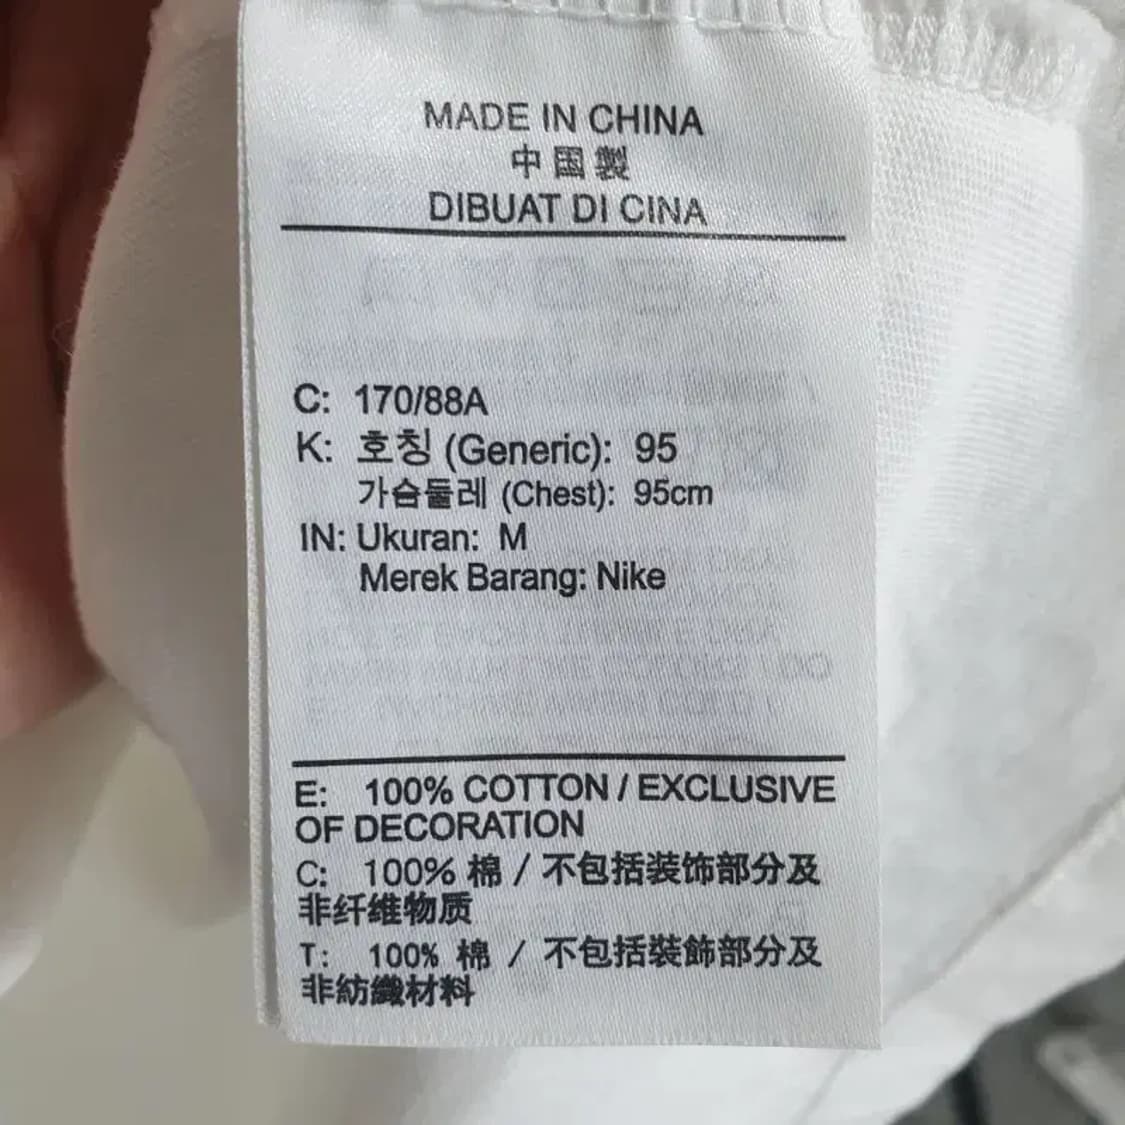 MADE IN CHINA
中国製
DIBUAT DI CINA
C: 170/88A
K: 호칭 (Generic): 95
가슴둘레 (Chest): 95cm
IN: Ukuran: M
Merek Barang: Nike
E: 100% COTTON / EXCLUSIVE
OF DECORATION
C: 100% 棉 / 不包括装饰部分及
非纤维物质
T: 100% 棉 / 不包括裝飾部分及
非紡織材料